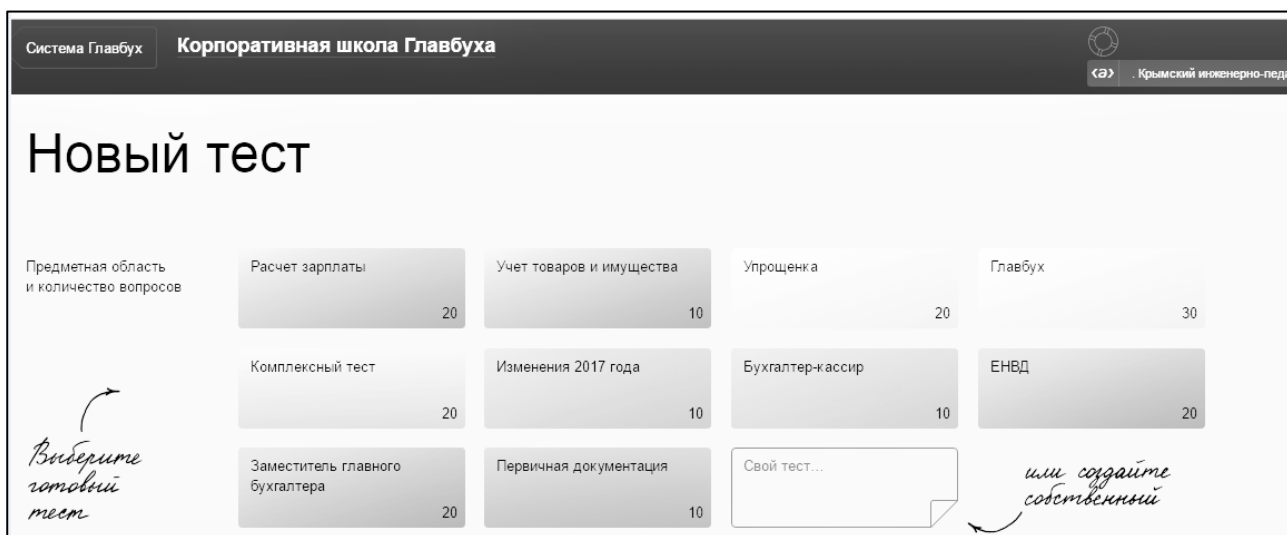 Система Главбух
Корпоративная школа Главбуха
‹a›
. Крымский инженерно-педа
Новый тест
Предметная область
и количество вопросов
Расчет зарплаты
20
Учет товаров и имущества
10
Упрощенка
20
Главбух
30
Комплексный тест
20
Изменения 2017 года
10
Бухгалтер-кассир
10
ЕНВД
20
Выберите
готовый
тест
Заместитель главного
бухгалтера
20
Первичная документация
10
Свой тест...
или создайте
собственный